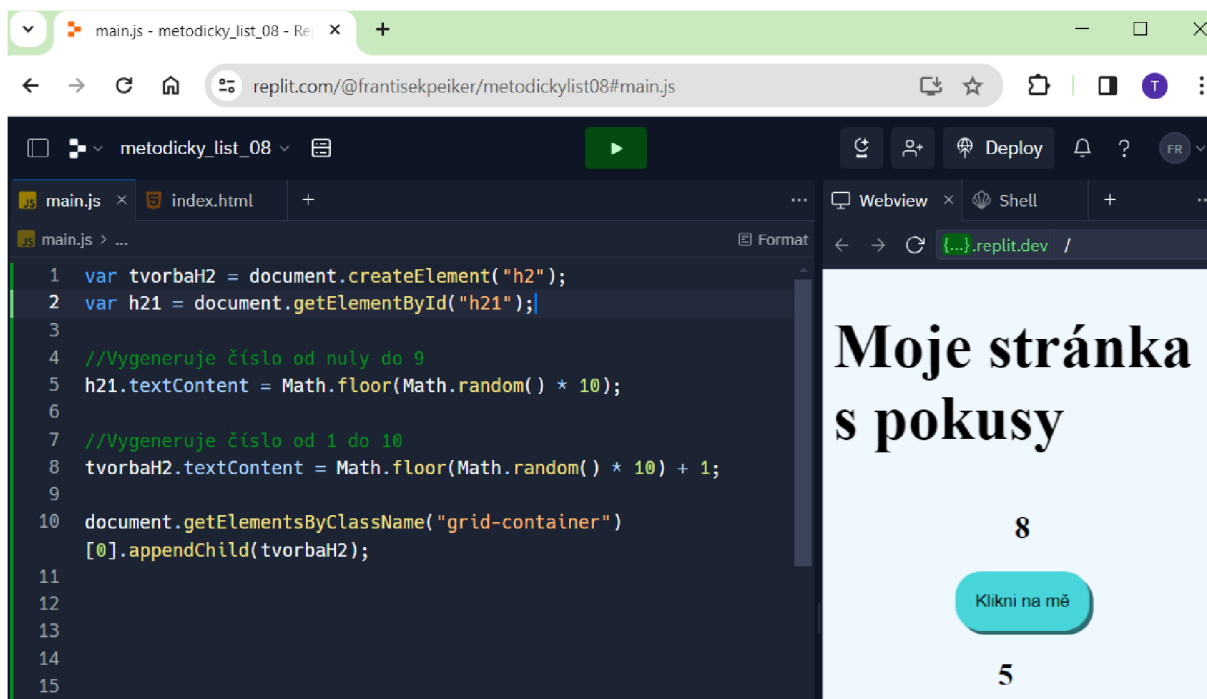 main.js - metodicky_list_08 - Re
replit.com/@frantisekpeiker/metodickylist08#main.js
T
metodicky_list_08
Deploy
?
FR
JS main.js
index.html
+
Webview
Shell
+
JS main.js > ...
Format
{...}.replit.dev /
1 var tvorbaH2 = document.createElement("h2");
2 var h21 = document.getElementById("h21");
3
4 //Vygeneruje číslo od nuly do 9
5 h21.textContent = Math.floor(Math.random() * 10);
6
7 //Vygeneruje číslo od 1 do 10
8 tvorbaH2.textContent = Math.floor(Math.random() * 10) + 1;
9
10 document.getElementsByClassName("grid-container")
[0].appendChild(tvorbaH2);
11
12
13
14
15
Moje stránka
s pokusy
8
Klikni na mě
5